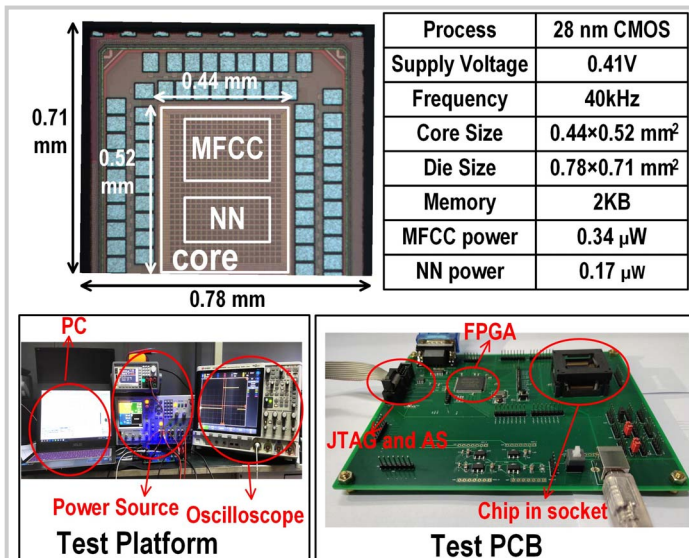 0.71
mm
0.44 mm
0.52
mm
MFCC
NN
core
0.78 mm
Process 28 nm CMOS
Supply Voltage 0.41V
Frequency 40kHz
Core Size 0.44×0.52 mm²
Die Size 0.78×0.71 mm²
Memory 2KB
MFCC power 0.34 μW
NN power 0.17 μW
PC
Power Source
Oscilloscope
Test Platform
FPGA
JTAG and AS
Chip in socket
Test PCB